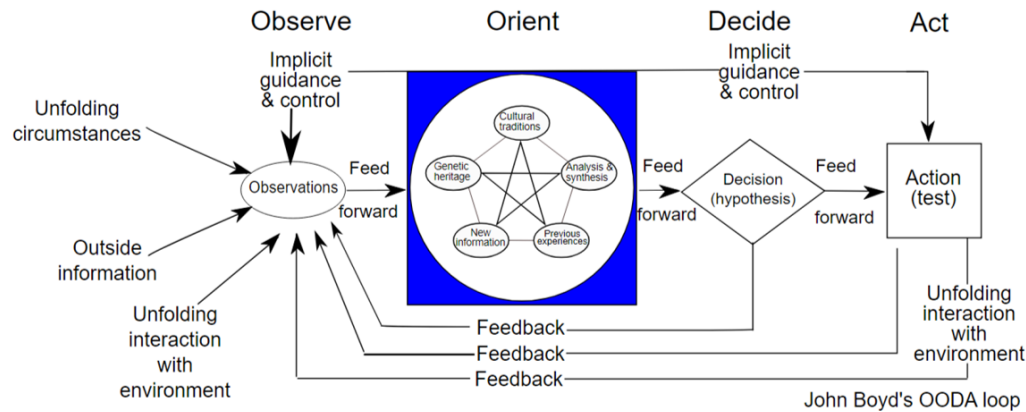 Observe
Orient
Decide
Act
Implicit
guidance
& control
Implicit
guidance
& control
Unfolding
circumstances
Cultural
traditions
Genetic
heritage
Analysis &
synthesis
New
information
Previous
experiences
Observations
Feed
forward
Feed
forward
Decision
(hypothesis)
Feed
forward
Action
(test)
Outside
information
Unfolding
interaction
with
environment
Unfolding
interaction
with
environment
Feedback
Feedback
Feedback
John Boyd's OODA loop